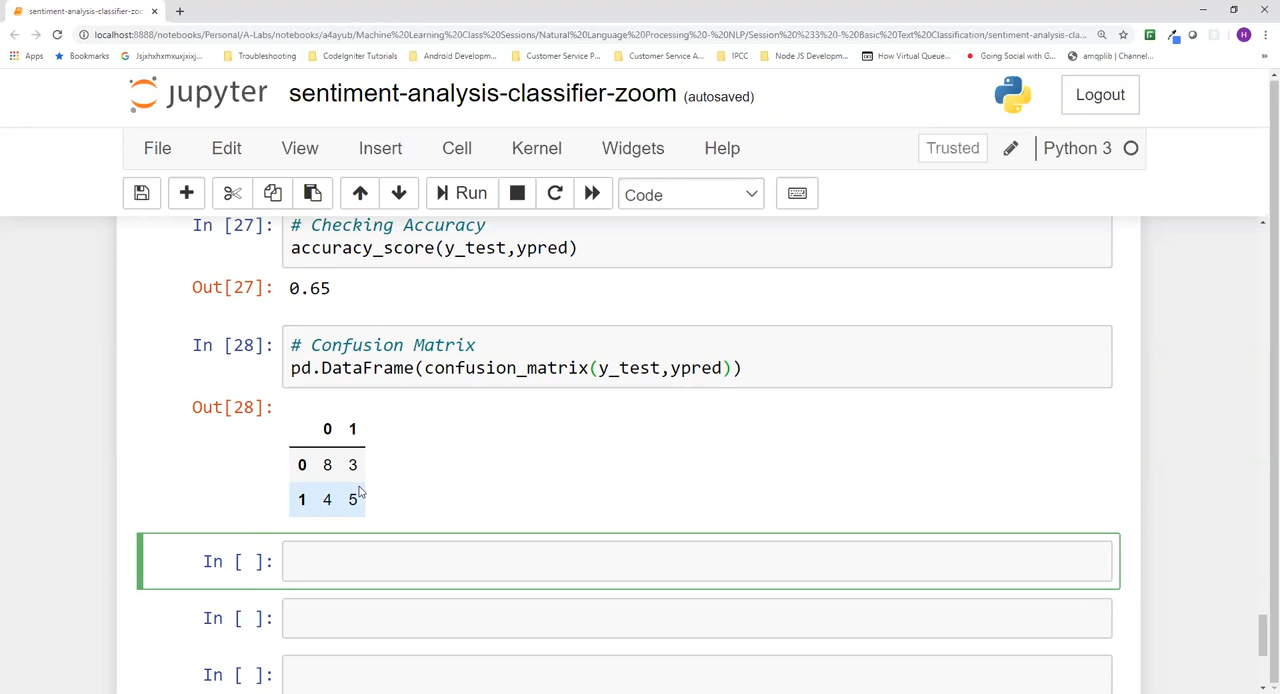 sentiment-analysis-classifier-zoo
localhost:8888/notebooks/Personal/A-Labs/notebooks/a4ayub/Machine%20Learning%20Class%20Sessions/Natural%20Language%20Processing%20-%20NLP/Session%20%233%20-%20Basic%20Text%20Classification/sentiment-analysis-cla...
H
Apps Bookmarks Jsjxhxhxmxuxjxixj... Troubleshooting CodeIgniter Tutorials Android Developm... Customer Service P... Customer Service A... IPCC Node JS Developm... How Virtual Queue... Going Social with G... amqplib | Channel... »
jupyter sentiment-analysis-classifier-zoom (autosaved) Logout
File Edit View Insert Cell Kernel Widgets Help Trusted Python 3
Run Code
In [27]: # Checking Accuracy
accuracy_score(y_test,ypred)
Out[27]: 0.65
In [28]: # Confusion Matrix
pd.DataFrame(confusion_matrix(y_test,ypred))
Out[28]:
0 1
0 8 3
1 4 5
In [ ]:
In [ ]:
In [ ]: